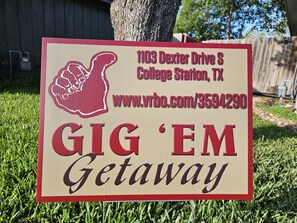 1103 Dexter Drive S
College Station, TX
www.vrbo.com/3594290
GIG 'EM
Getaway